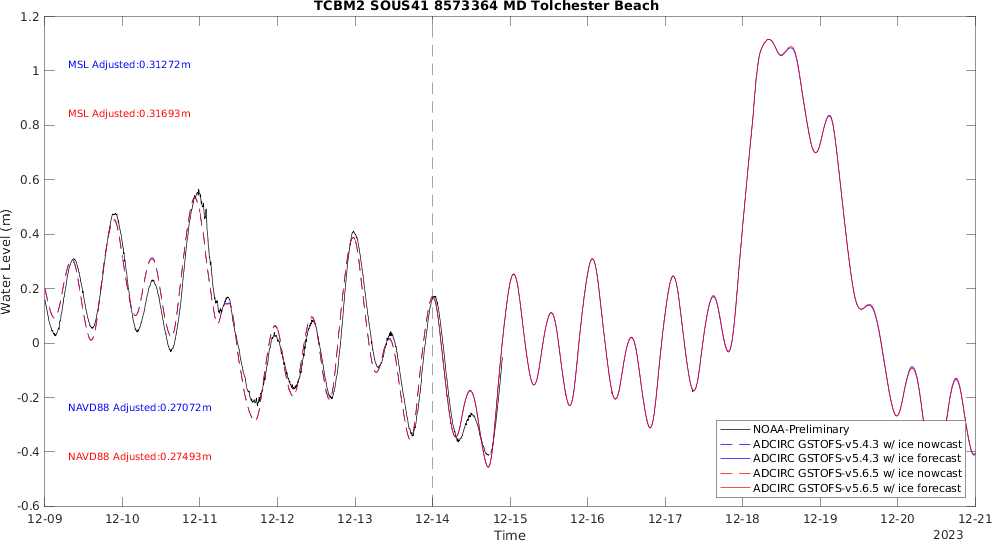 TCBM2 SOUS41 8573364 MD Tolchester Beach
1.2
1
0.8
0.6
0.4
0.2
0
-0.2
-0.4
-0.6
Water Level (m)
MSL Adjusted:0.31272m
MSL Adjusted:0.31693m
NAVD88 Adjusted:0.27072m
NAVD88 Adjusted:0.27493m
NOAA-Preliminary
ADCIRC GSTOFS-v5.4.3 w/ ice nowcast
ADCIRC GSTOFS-v5.4.3 w/ ice forecast
ADCIRC GSTOFS-v5.6.5 w/ ice nowcast
ADCIRC GSTOFS-v5.6.5 w/ ice forecast
12-09 12-10 12-11 12-12 12-13 12-14 12-15 12-16 12-17 12-18 12-19 12-20 12-21
Time
2023